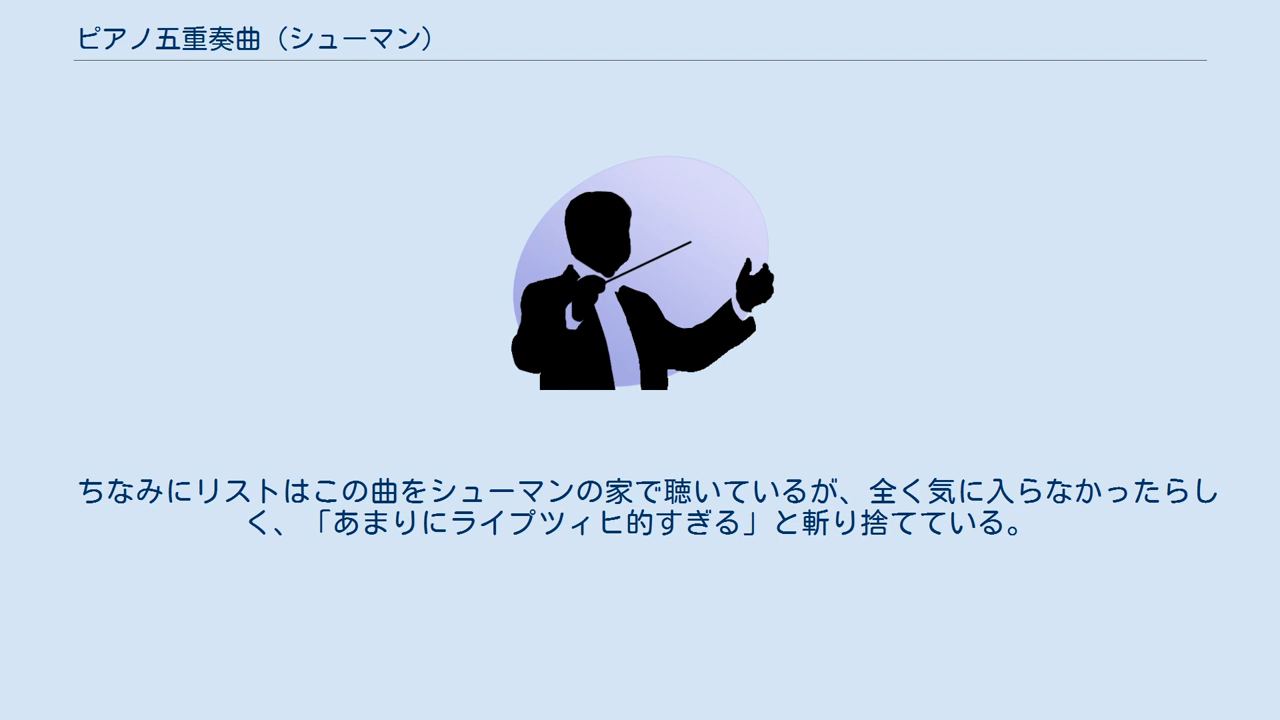 ピアノ五重奏曲（シューマン）
ちなみにリストはこの曲をシューマンの家で聴いているが、全く気に入らなかったらし
く、「あまりにライプツィヒ的すぎる」と斬り捨てている。